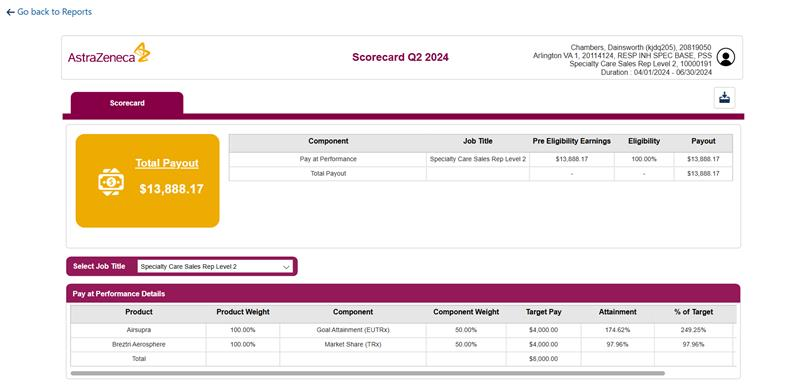 Go back to Reports
AstraZeneca
Scorecard Q2 2024
Chambers, Dainsworth (kjdq205), 20819050
Arlington VA 1, 20114124, RESP INH SPEC BASE, PSS
Specialty Care Sales Rep Level 2, 10000191
Duration : 04/01/2024 - 06/30/2024
Scorecard
Total Payout
$13,888.17
Component Job Title Pre Eligibility Earnings Eligibility Payout
Pay at Performance Specialty Care Sales Rep Level 2 $13,888.17 100.00% $13,888.17
Total Payout - - $13,888.17
Select Job Title Specialty Care Sales Rep Level 2
Pay at Performance Details
Product Product Weight Component Component Weight Target Pay Attainment % of Target
Airsupra 100.00% Goal Attainment (EUTRx) 50.00% $4,000.00 174.62% 249.25%
Breztri Aerosphere 100.00% Market Share (TRx) 50.00% $4,000.00 97.96% 97.96%
Total $8,000.00